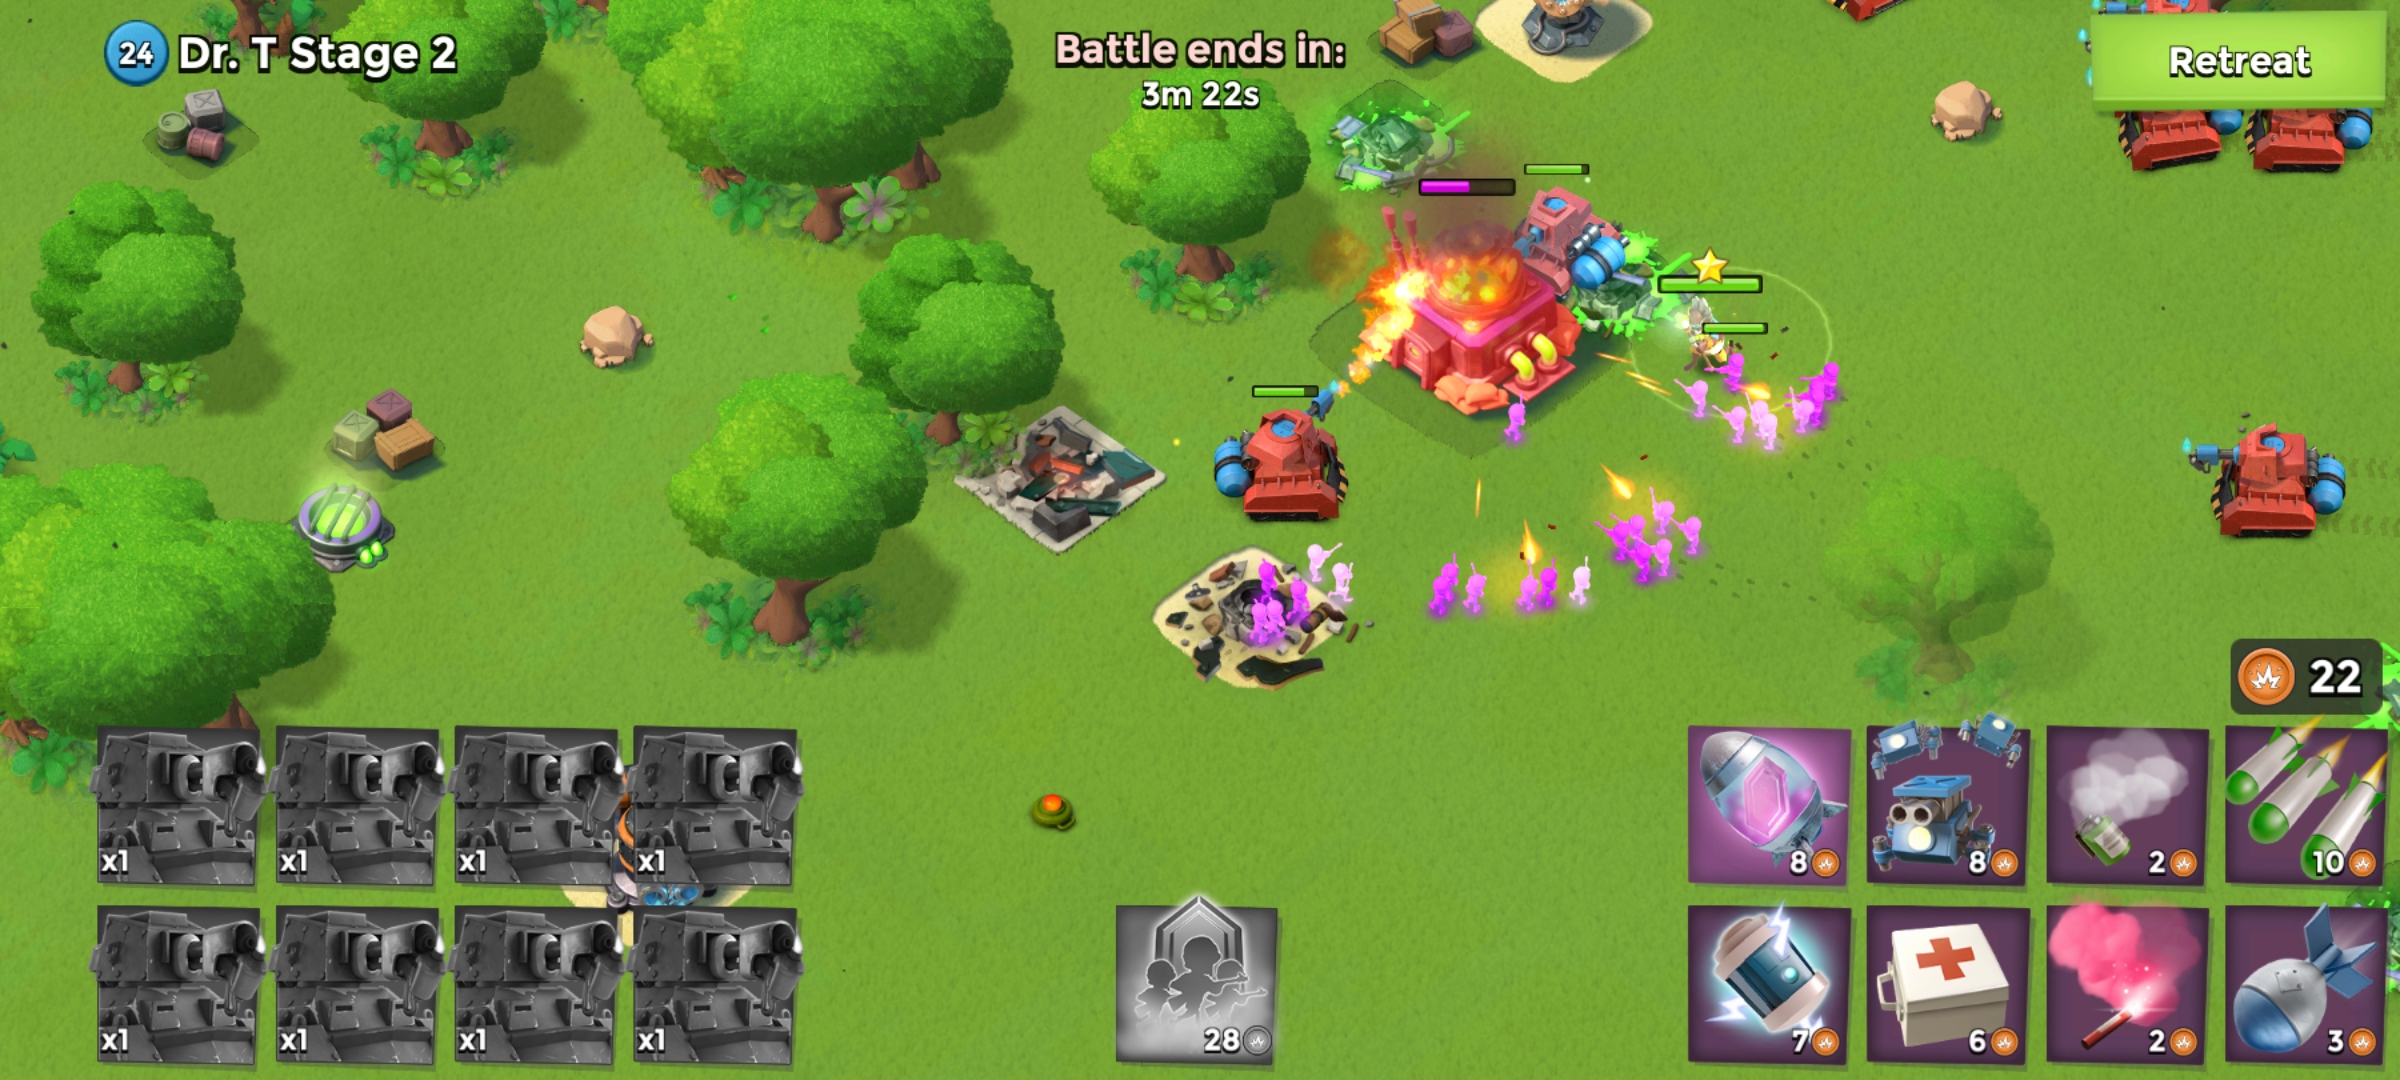 24 Dr. T Stage 2
Battle ends in:
3m 22s
Retreat
22
x1 x1 x1 x1
8 8 2 10
x1 x1 x1 x1
28
7 6 2 3